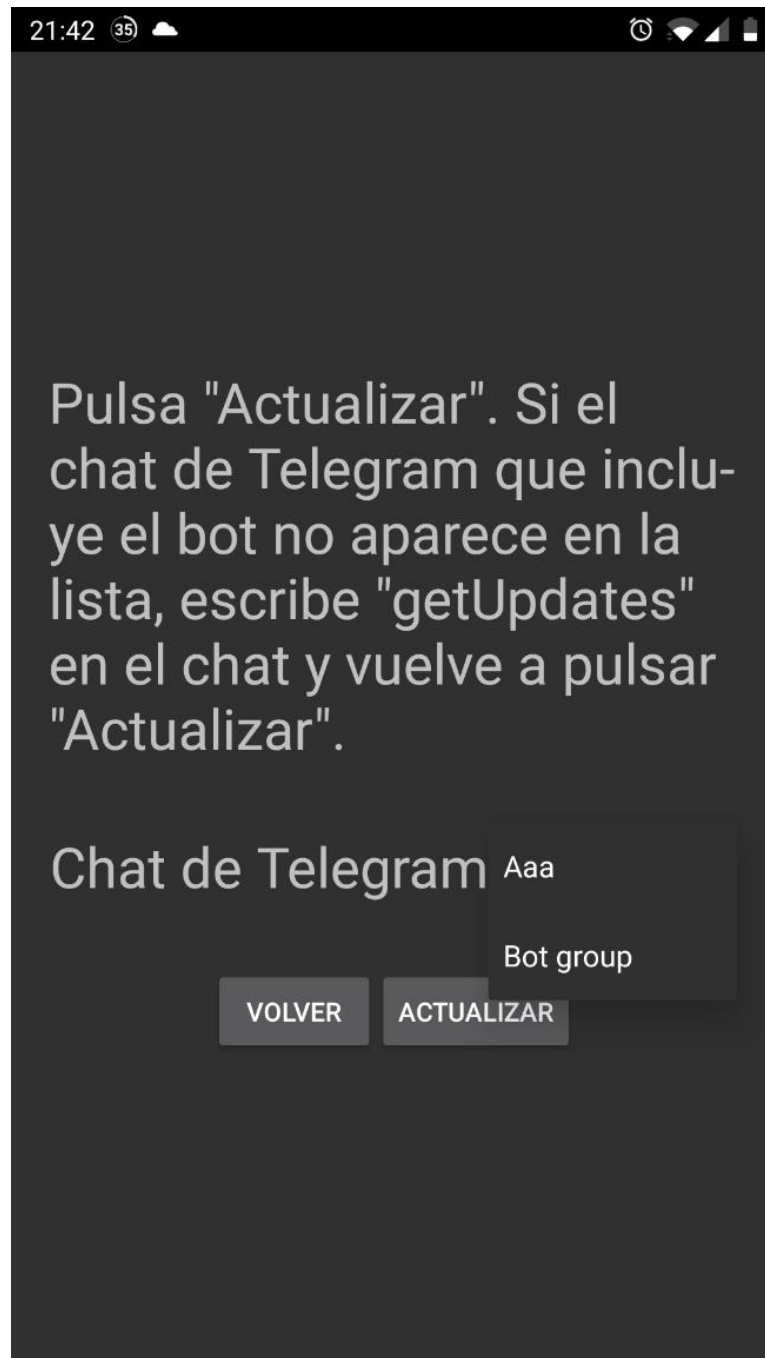 21:42 35
Pulsa "Actualizar". Si el
chat de Telegram que inclu-
ye el bot no aparece en la
lista, escribe "getUpdates"
en el chat y vuelve a pulsar
"Actualizar".
Chat de Telegram
Aaa
Bot group
VOLVER ACTUALIZAR